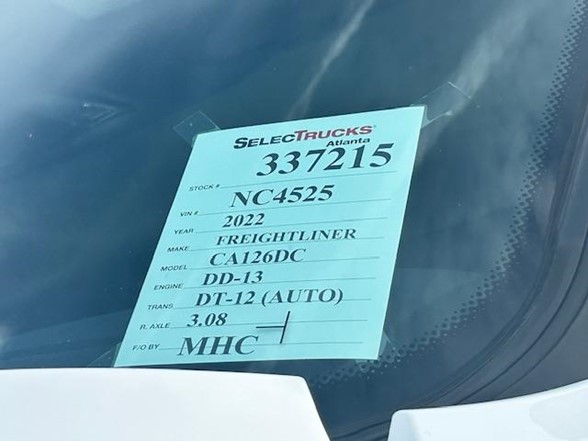 SELECTRUCKS
Atlanta
STOCK # 337215
VIN # NC4525
YEAR 2022
MAKE FREIGHTLINER
MODEL CA126DC
ENGINE DD-13
TRANS DT-12 (AUTO)
R. AXLE 3.08
F/O BY MHC